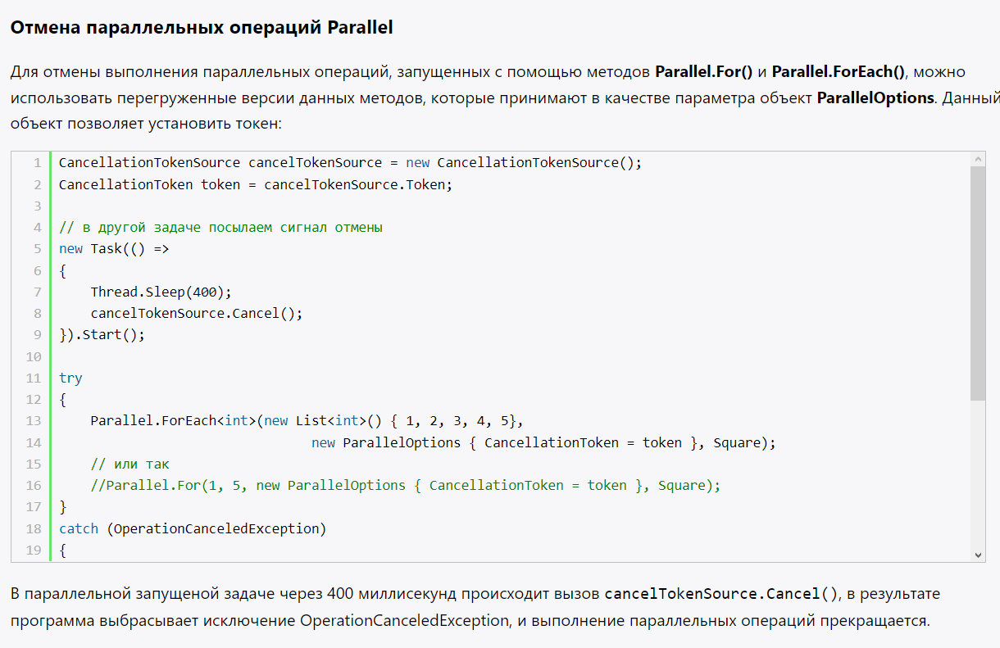 Отмена параллельных операций Parallel
Для отмены выполнения параллельных операций, запущенных с помощью методов Parallel.For() и Parallel.ForEach(), можно
использовать перегруженные версии данных методов, которые принимают в качестве параметра объект ParallelOptions. Данный
объект позволяет установить токен:
1 CancellationTokenSource cancelTokenSource = new CancellationTokenSource();
2 CancellationToken token = cancelTokenSource.Token;
3
4 // в другой задаче посылаем сигнал отмены
5 new Task(() =>
6 {
7     Thread.Sleep(400);
8     cancelTokenSource.Cancel();
9 }).Start();
10
11 try
12 {
13     Parallel.ForEach<int>(new List<int>() { 1, 2, 3, 4, 5},
14                                 new ParallelOptions { CancellationToken = token }, Square);
15     // или так
16     //Parallel.For(1, 5, new ParallelOptions { CancellationToken = token }, Square);
17 }
18 catch (OperationCanceledException)
19 {
В параллельной запущеной задаче через 400 миллисекунд происходит вызов cancelTokenSource.Cancel(), в результате
программа выбрасывает исключение OperationCanceledException, и выполнение параллельных операций прекращается.